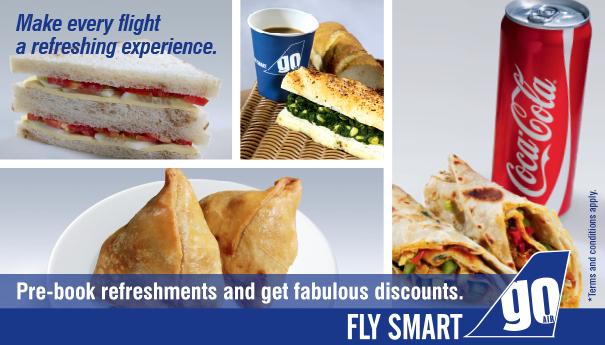 Make every flight
a refreshing experience.
SMART
go
Coca-Cola
*Terms and conditions apply.
Pre-book refreshments and get fabulous discounts.
FLY SMART
go
AIR